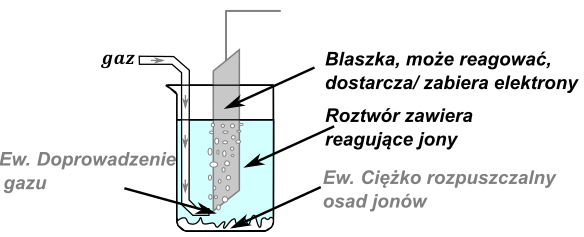 gaz
Blaszka, może reagować,
dostarcza/ zabiera elektrony
Roztwór zawiera
reagujące jony
Ew. Doprowadzenie
gazu
Ew. Ciężko rozpuszczalny
osad jonów